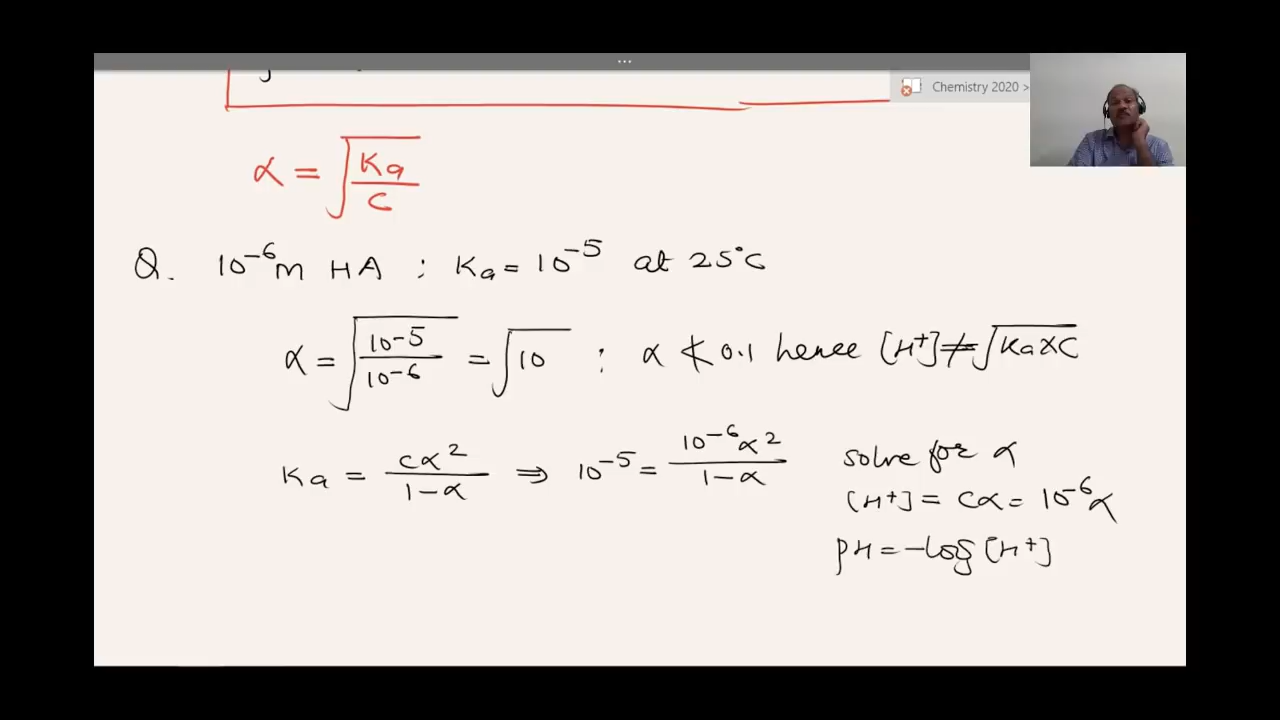 Chemistry 2020 >
α = √(Ka/C)
Q. 10⁻⁶m HA : Ka = 10⁻⁵ at 25°C
α = √(10⁻⁵/10⁻⁶) = √10 : α ≮ 0.1 hence [H⁺] ≠ √Ka×C
Ka = cα²/1-α ⇒ 10⁻⁵ = 10⁻⁶α²/1-α
solve for α
[H⁺] = cα = 10⁻⁶α
pH = -log [H⁺]